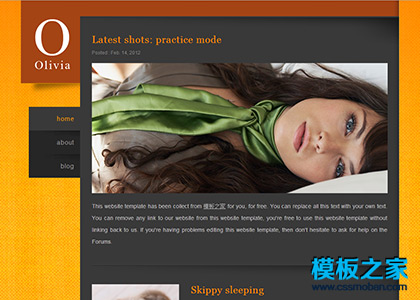 O
Olivia
home
about
blog
Latest shots: practice mode
Posted: Feb. 14, 2012
This website template has been collect from 模板之家 for you, for free. You can replace all this text with your own text.
You can remove any link to our website from this website template, you're free to use this website template without
linking back to us. If you're having problems editing this website template, then don't hesitate to ask for help on
the Forums.
Skippy sleeping
模板之家
www.cssmoban.com